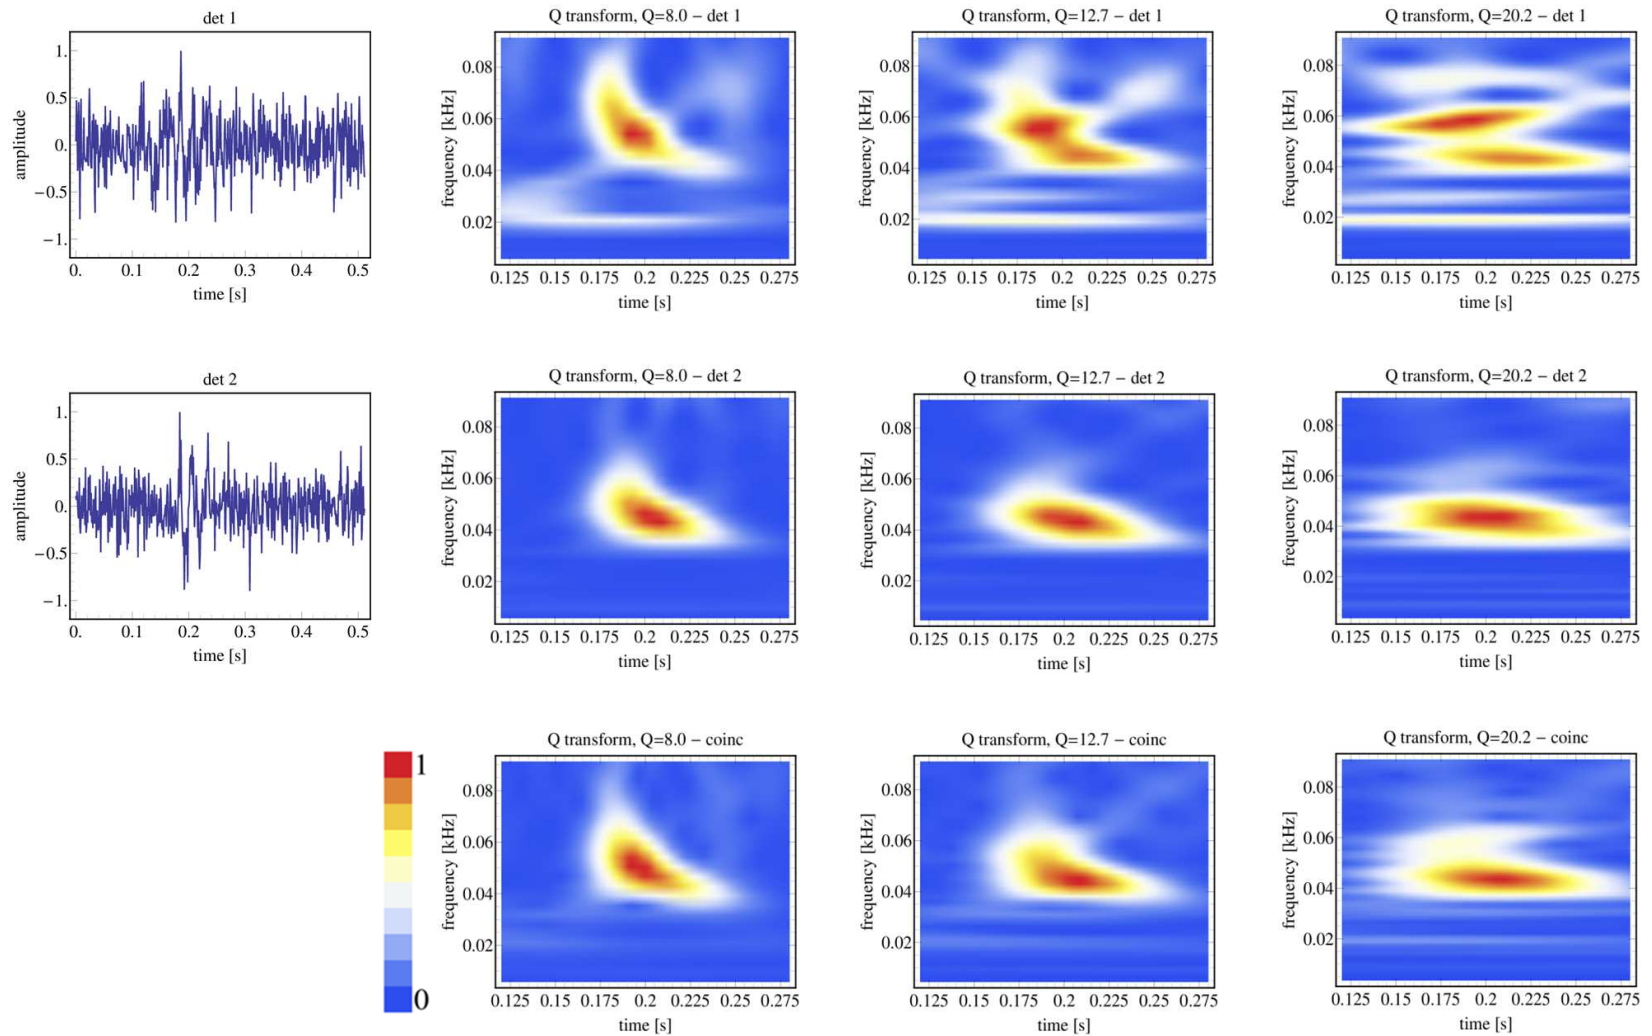 det 1
1.
0.5
0.
−0.5
−1.
amplitude
0. 0.1 0.2 0.3 0.4 0.5
time [s]
Q transform, Q=8.0 − det 1
0.08
0.06
0.04
0.02
frequency [kHz]
0.125 0.15 0.175 0.2 0.225 0.25 0.275
time [s]
Q transform, Q=12.7 − det 1
0.08
0.06
0.04
0.02
frequency [kHz]
0.125 0.15 0.175 0.2 0.225 0.25 0.275
time [s]
Q transform, Q=20.2 − det 1
0.08
0.06
0.04
0.02
frequency [kHz]
0.125 0.15 0.175 0.2 0.225 0.25 0.275
time [s]
det 2
1.
0.5
0.
−0.5
−1.
amplitude
0. 0.1 0.2 0.3 0.4 0.5
time [s]
Q transform, Q=8.0 − det 2
0.08
0.06
0.04
0.02
frequency [kHz]
0.125 0.15 0.175 0.2 0.225 0.25 0.275
time [s]
Q transform, Q=12.7 − det 2
0.08
0.06
0.04
0.02
frequency [kHz]
0.125 0.15 0.175 0.2 0.225 0.25 0.275
time [s]
Q transform, Q=20.2 − det 2
0.08
0.06
0.04
0.02
frequency [kHz]
0.125 0.15 0.175 0.2 0.225 0.25 0.275
time [s]
1
0
Q transform, Q=8.0 − coinc
0.08
0.06
0.04
0.02
frequency [kHz]
0.125 0.15 0.175 0.2 0.225 0.25 0.275
time [s]
Q transform, Q=12.7 − coinc
0.08
0.06
0.04
0.02
frequency [kHz]
0.125 0.15 0.175 0.2 0.225 0.25 0.275
time [s]
Q transform, Q=20.2 − coinc
0.08
0.06
0.04
0.02
frequency [kHz]
0.125 0.15 0.175 0.2 0.225 0.25 0.275
time [s]